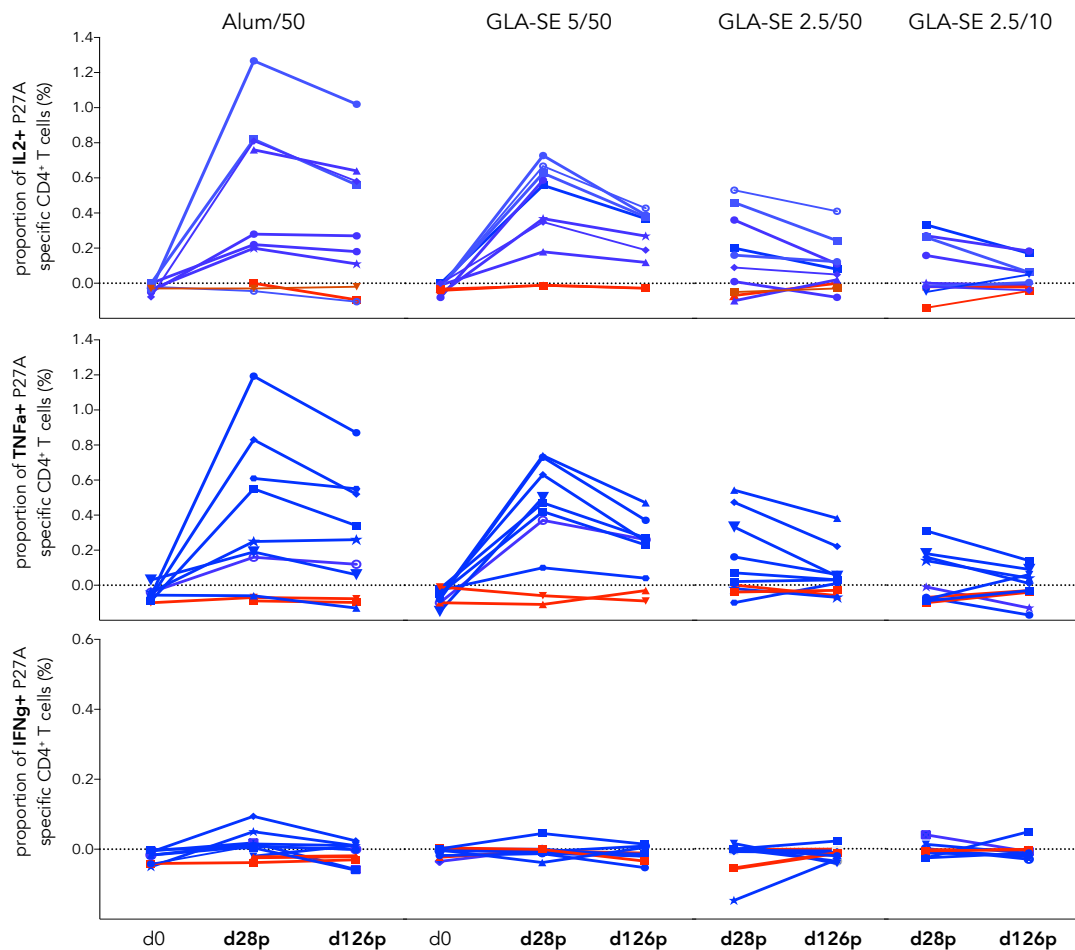 Alum/50 GLA-SE 5/50 GLA-SE 2.5/50 GLA-SE 2.5/10
proportion of IL2+ P27A
specific CD4+ T cells (%)
1.4
1.2
1.0
0.8
0.6
0.4
0.2
0.0
proportion of TNFa+ P27A
specific CD4+ T cells (%)
1.4
1.2
1.0
0.8
0.6
0.4
0.2
0.0
proportion of IFNg+ P27A
specific CD4+ T cells (%)
0.6
0.4
0.2
0.0
d0 d28p d126p d0 d28p d126p d28p d126p d28p d126p